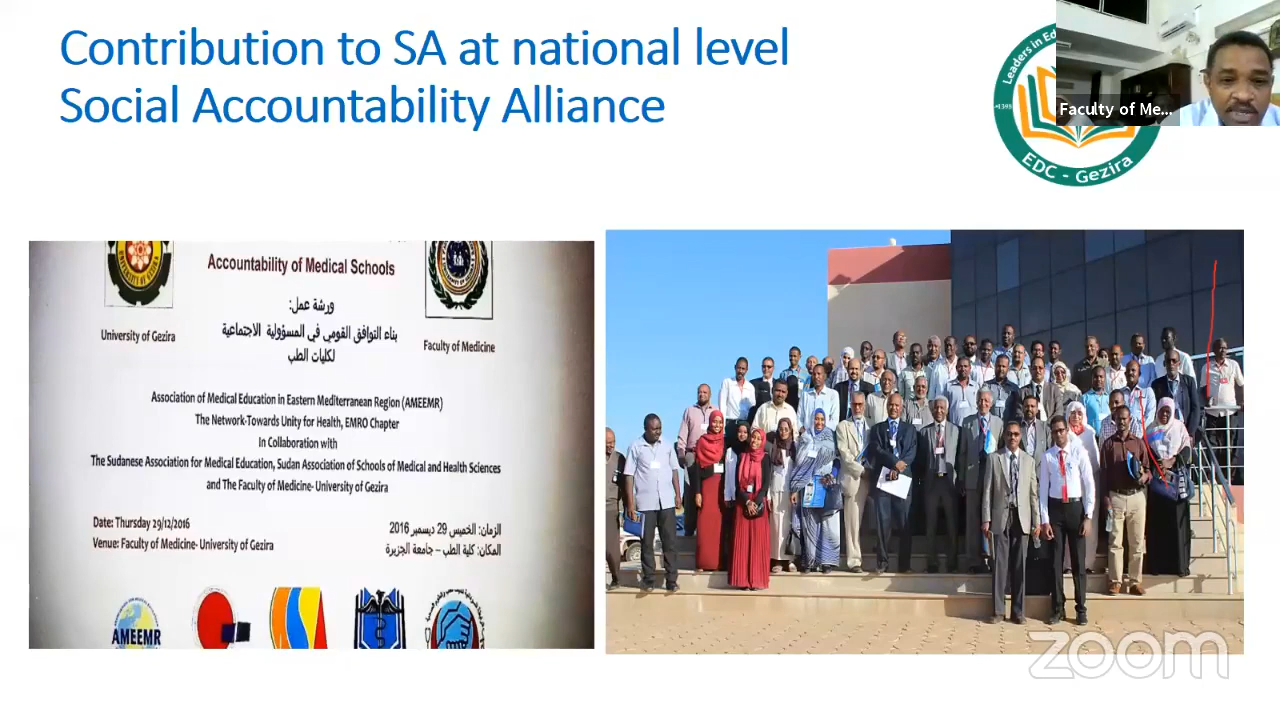 Contribution to SA at national level
Social Accountability Alliance
Leaders in Ed
EDC - Gezira
Faculty of Me...
UNIVERSITY OF GEZIRA
Accountability of Medical Schools
ورشة عمل:
بناء التوافق القومي في المسؤولية الاجتماعية
لكليات الطب
University of Gezira
Faculty of Medicine
Association of Medical Education in Eastern Mediterranean Region (AMEEMR)
The Network-Towards Unity for Health, EMRO Chapter
In Collaboration with
The Sudanese Association for Medical Education, Sudan Association of Schools of Medical and Health Sciences
and The Faculty of Medicine- University of Gezira
Date: Thursday 29/12/2016
الزمان: الخميس 29 ديسمبر 2016
Venue: Faculty of Medicine- University of Gezira
المكان: كلية الطب – جامعة الجزيرة
AMEEMR
zoom